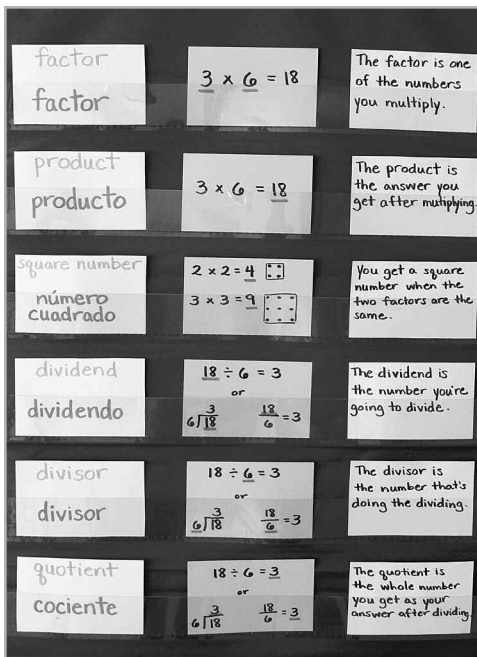 factor
factor
3 × 6 = 18
The factor is one
of the numbers
you multiply.
product
producto
3 × 6 = 18
The product is
the answer you
get after mutiplying.
square number
número
cuadrado
2 × 2 = 4
3 × 3 = 9
You get a square
number when the
two factors are the
same.
dividend
dividendo
18 ÷ 6 = 3
or
3
6)18
18/6 = 3
The dividend is
the number you're
going to divide.
divisor
divisor
18 ÷ 6 = 3
or
3
6)18
18/6 = 3
The divisor is
the number that's
doing the dividing.
quotient
cociente
18 ÷ 6 = 3
or
3
6)18
18/6 = 3
The quotient is
the whole number
you get as your
answer after dividing.